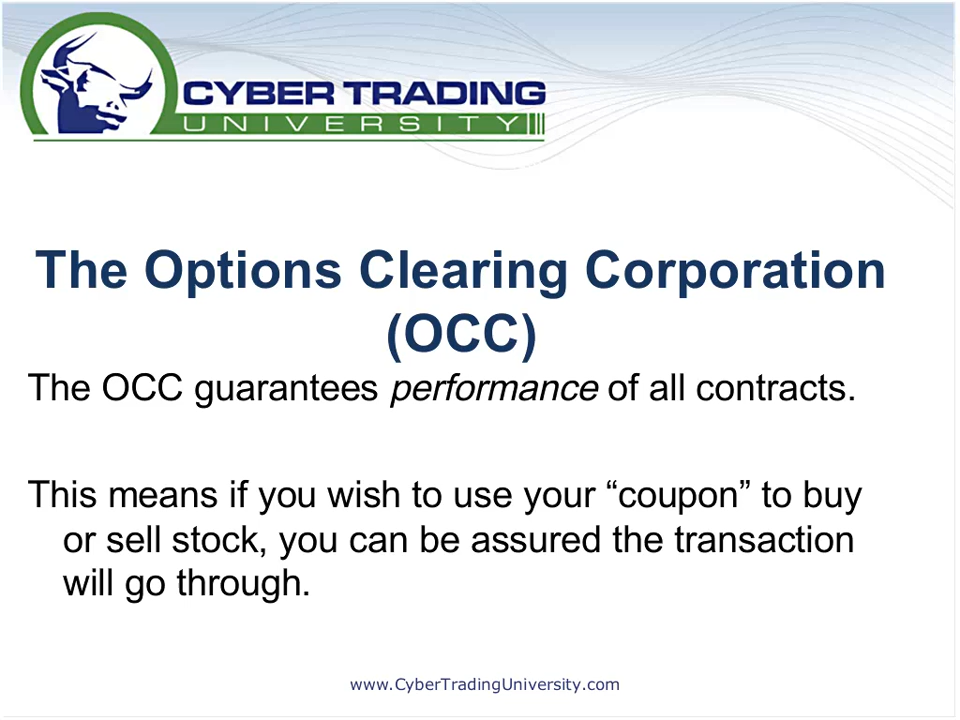 CYBER TRADING
UNIVERSITY
The Options Clearing Corporation
(OCC)
The OCC guarantees performance of all contracts.
This means if you wish to use your “coupon” to buy
or sell stock, you can be assured the transaction
will go through.
www.CyberTradingUniversity.com